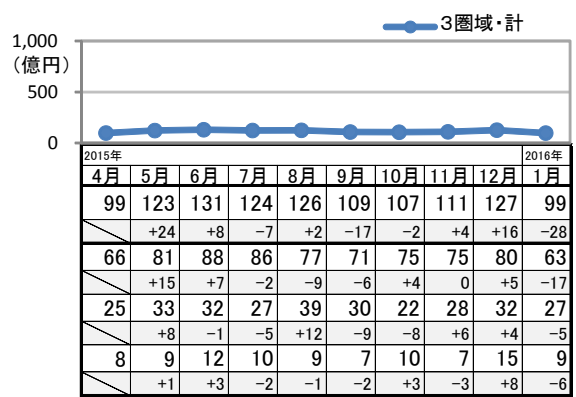 3圏域・計
1,000
(億円)
500
0
2015年 2016年
4月 5月 6月 7月 8月 9月 10月 11月 12月 1月
99 123 131 124 126 109 107 111 127 99
+24 +8 −7 +2 −17 −2 +4 +16 −28
66 81 88 86 77 71 75 75 80 63
+15 +7 −2 −9 −6 +4 0 +5 −17
25 33 32 27 39 30 22 28 32 27
+8 −1 −5 +12 −9 −8 +6 +4 −5
8 9 12 10 9 7 10 7 15 9
+1 +3 −2 −1 −2 +3 −3 +8 −6